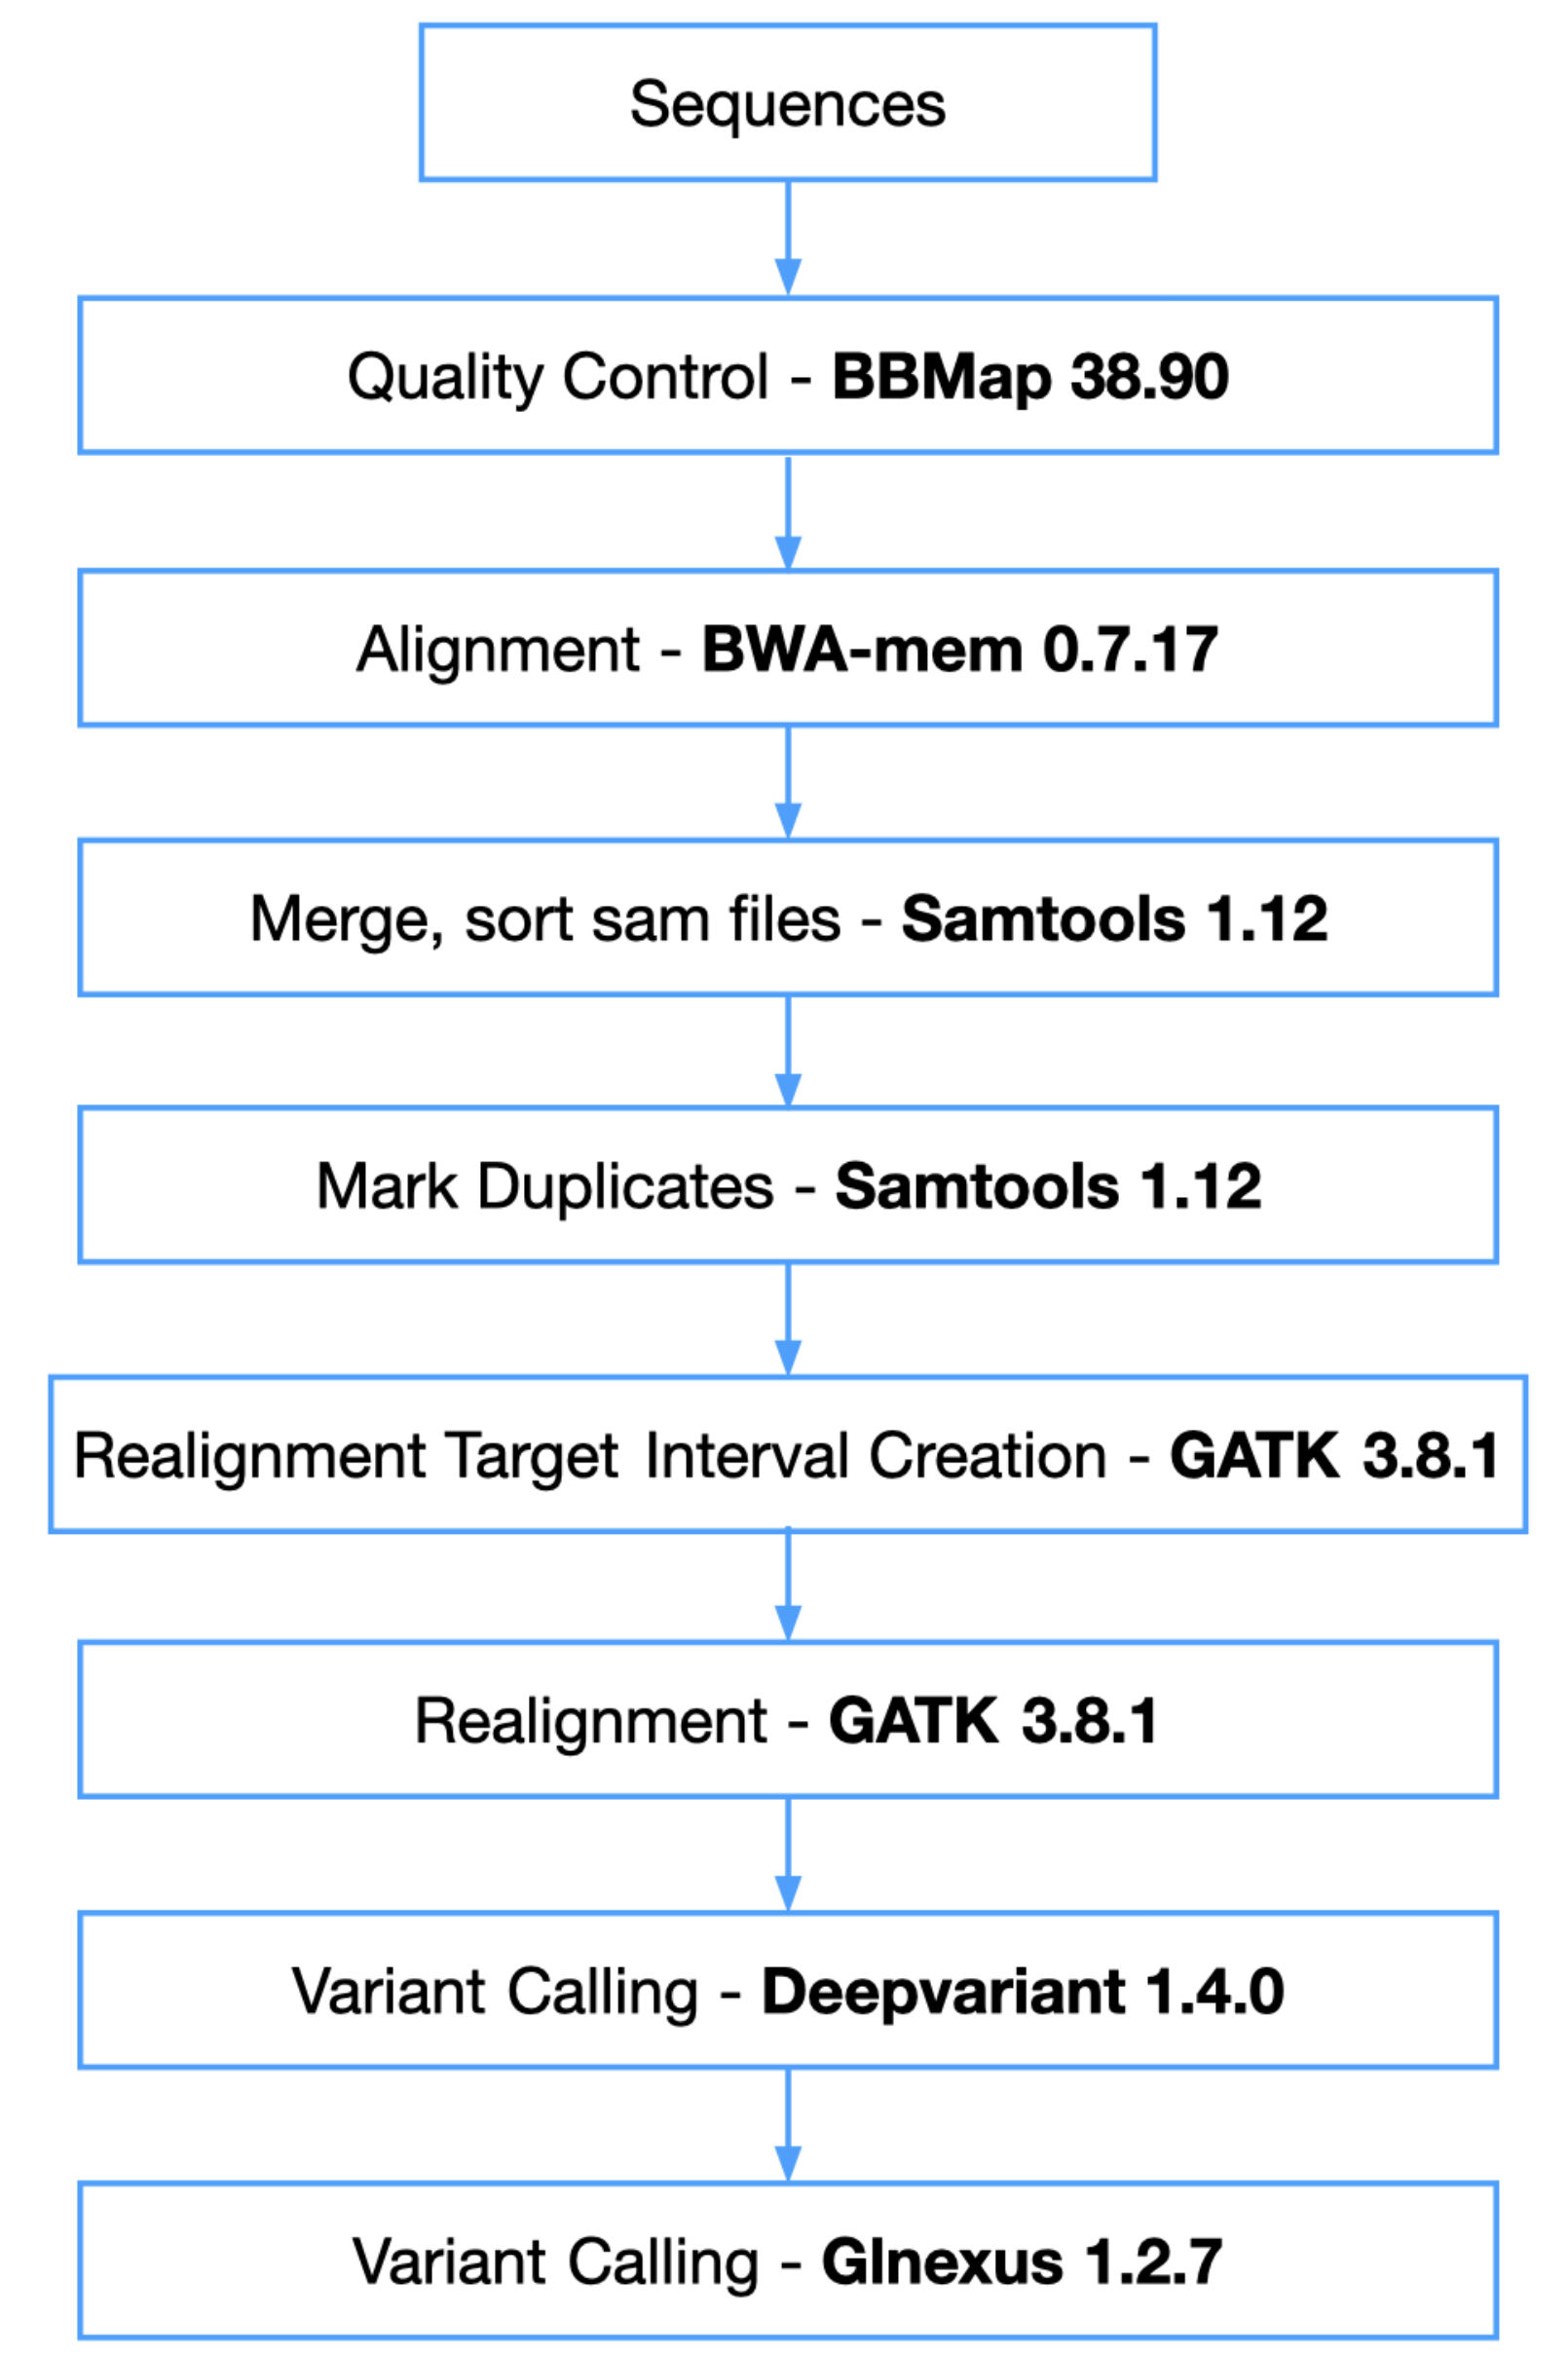 Sequences
Quality Control - BBMap 38.90
Alignment - BWA-mem 0.7.17
Merge, sort sam files - Samtools 1.12
Mark Duplicates - Samtools 1.12
Realignment Target Interval Creation - GATK 3.8.1
Realignment - GATK 3.8.1
Variant Calling - Deepvariant 1.4.0
Variant Calling - Glnexus 1.2.7